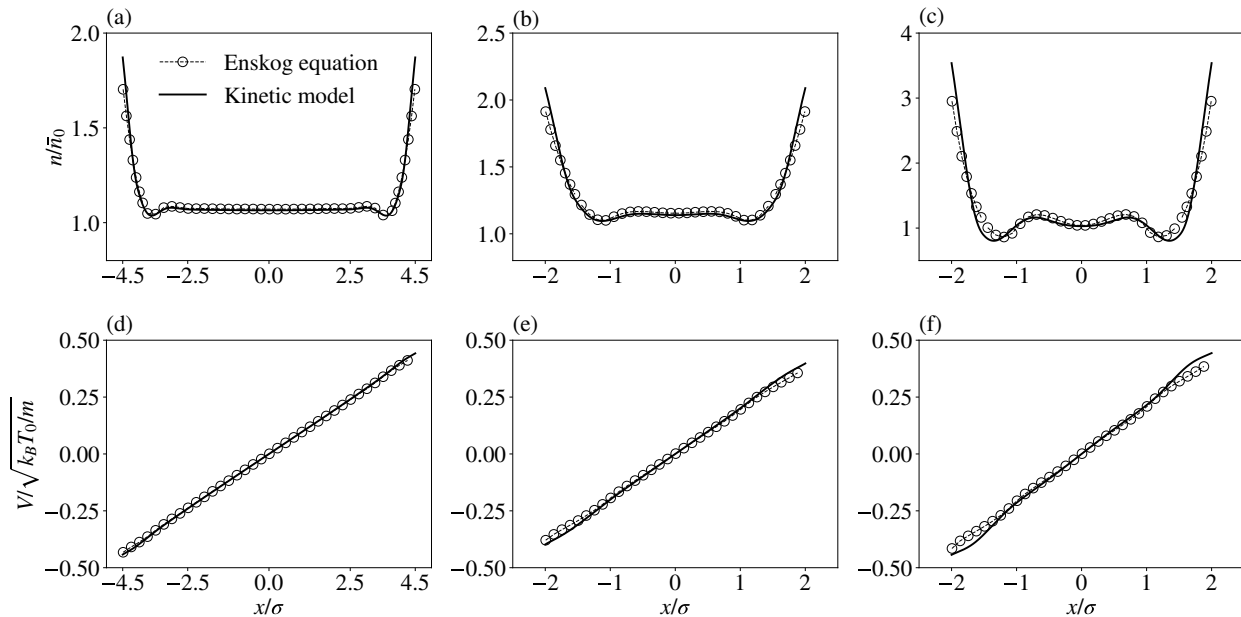 (a)
(b)
(c)
2.0
1.5
1.0
n/n̄₀
Enskog equation
Kinetic model
−4.5 −2.5 0.0 2.5 4.5
2.5
2.0
1.5
1.0
−2 −1 0 1 2
4
3
2
1
−2 −1 0 1 2
(d)
(e)
(f)
0.50
0.25
0.00
−0.25
−0.50
V/√k_BT₀/m
−4.5 −2.5 0.0 2.5 4.5
x/σ
0.50
0.25
0.00
−0.25
−0.50
−2 −1 0 1 2
x/σ
0.50
0.25
0.00
−0.25
−0.50
−2 −1 0 1 2
x/σ